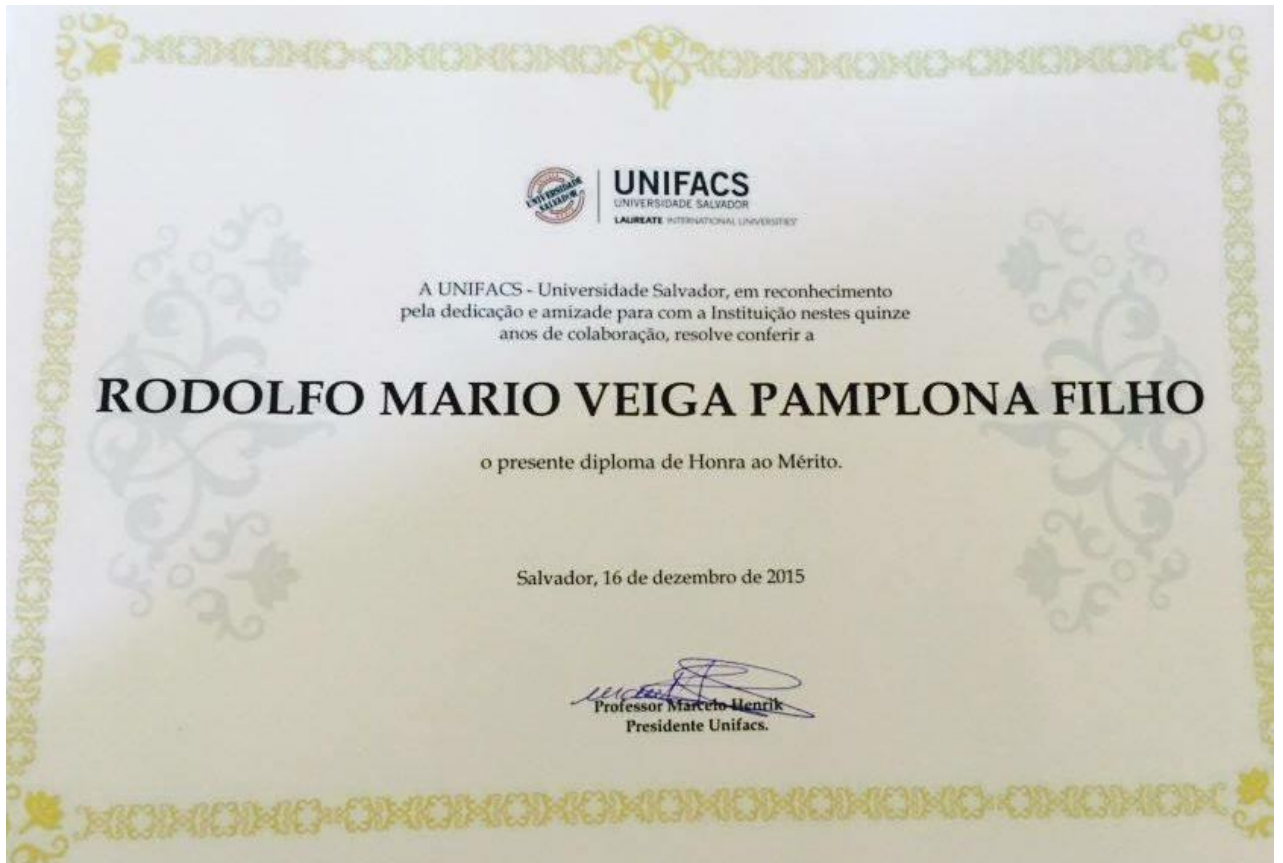 UNIVERSIDADE
SALVADOR
UNIFACS
UNIVERSIDADE SALVADOR
LAUREATE INTERNATIONAL UNIVERSITIES
A UNIFACS - Universidade Salvador, em reconhecimento
pela dedicação e amizade para com a Instituição nestes quinze
anos de colaboração, resolve conferir a
RODOLFO MARIO VEIGA PAMPLONA FILHO
o presente diploma de Honra ao Mérito.
Salvador, 16 de dezembro de 2015
Professor Marcelo Henrik
Presidente Unifacs.